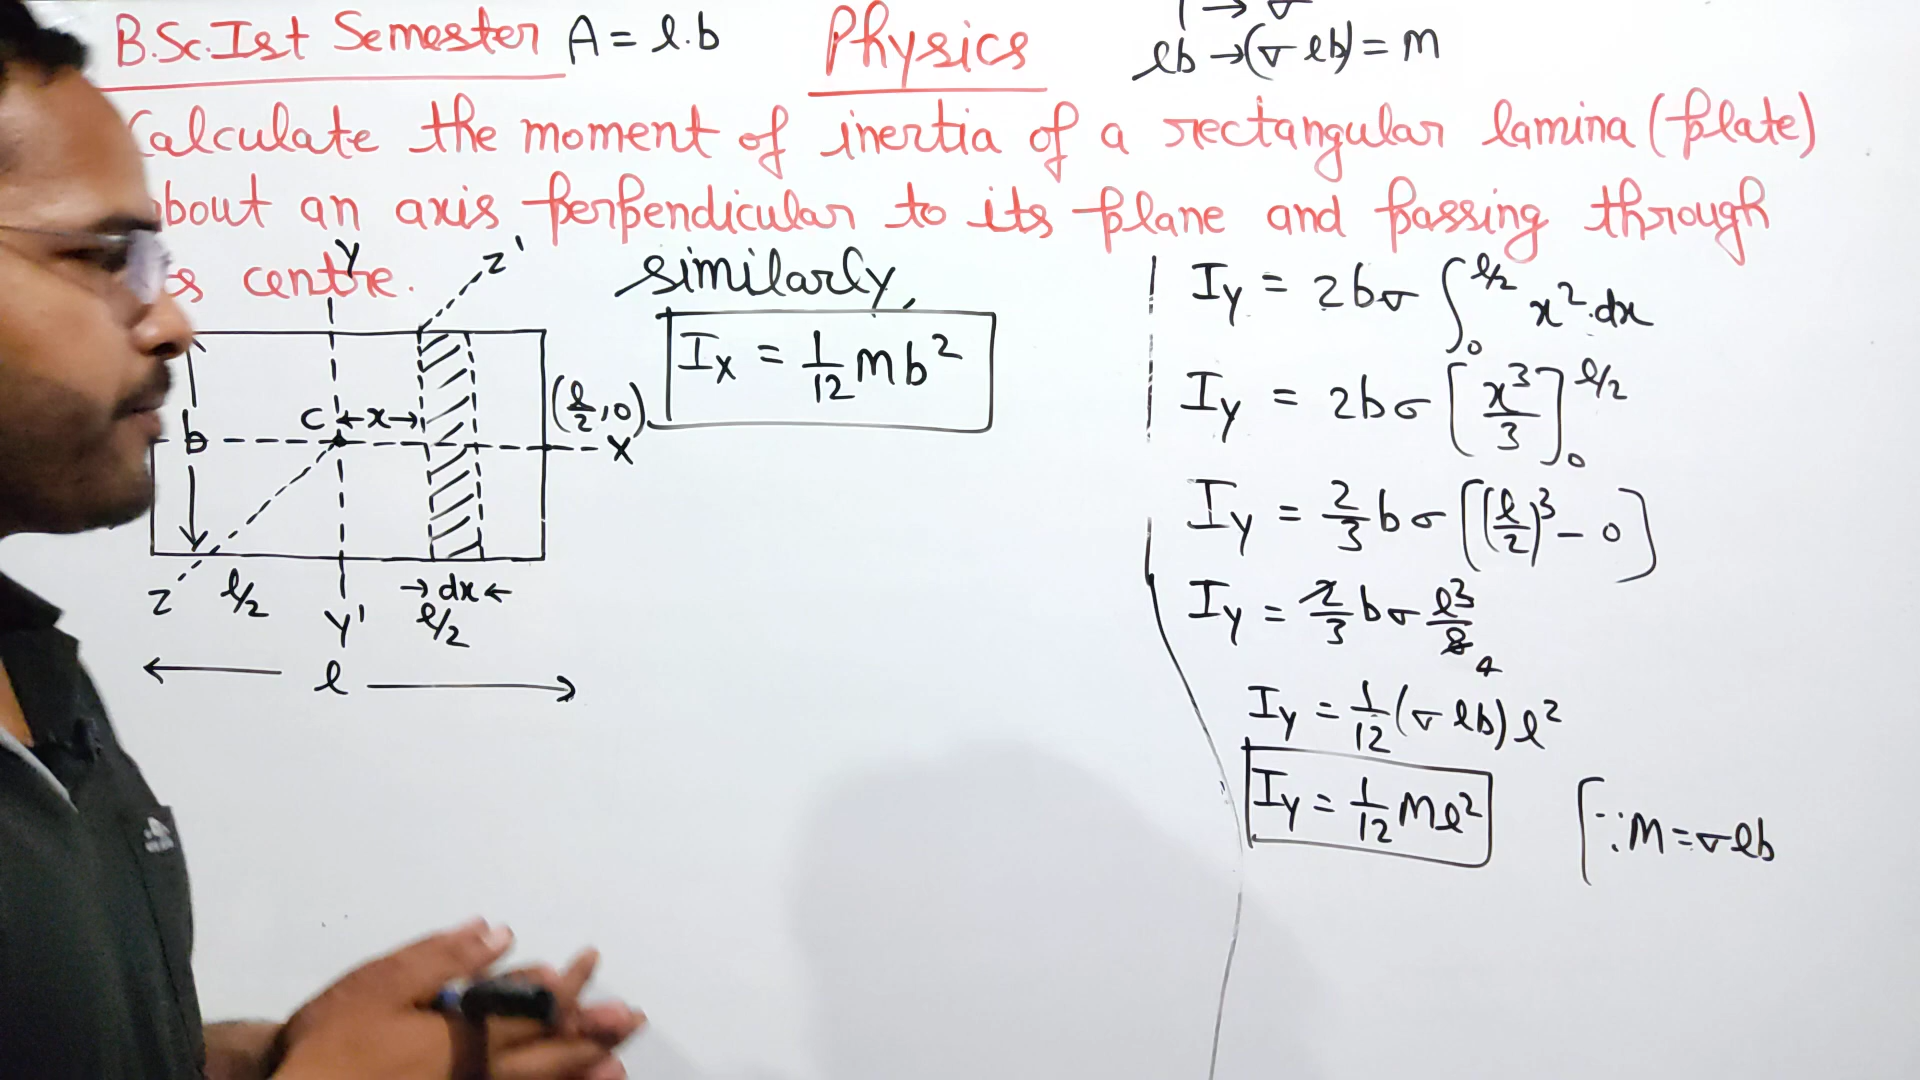 B.Sc. Ist Semester A = l.b Physics
lb → (σ lb) = M
Calculate the moment of inertia of a rectangular lamina (plate)
about an axis perpendicular to its plane and passing through
centre.
Y
Z'
C
← x →
b
(l/2, 0)
X
Z
l/2
Y'
→ dx ←
l/2
l
similarly,
Ix = 1/12 Mb²
Iy = 2bσ ∫₀^(l/2) x².dx
Iy = 2bσ [x³/3]₀^(l/2)
Iy = 2/3 bσ [(l/2)³ - 0]
Iy = 2/3 bσ l³/8 4
Iy = 1/12 (σ lb) l²
Iy = 1/12 Ml²
[∵ M = σlb